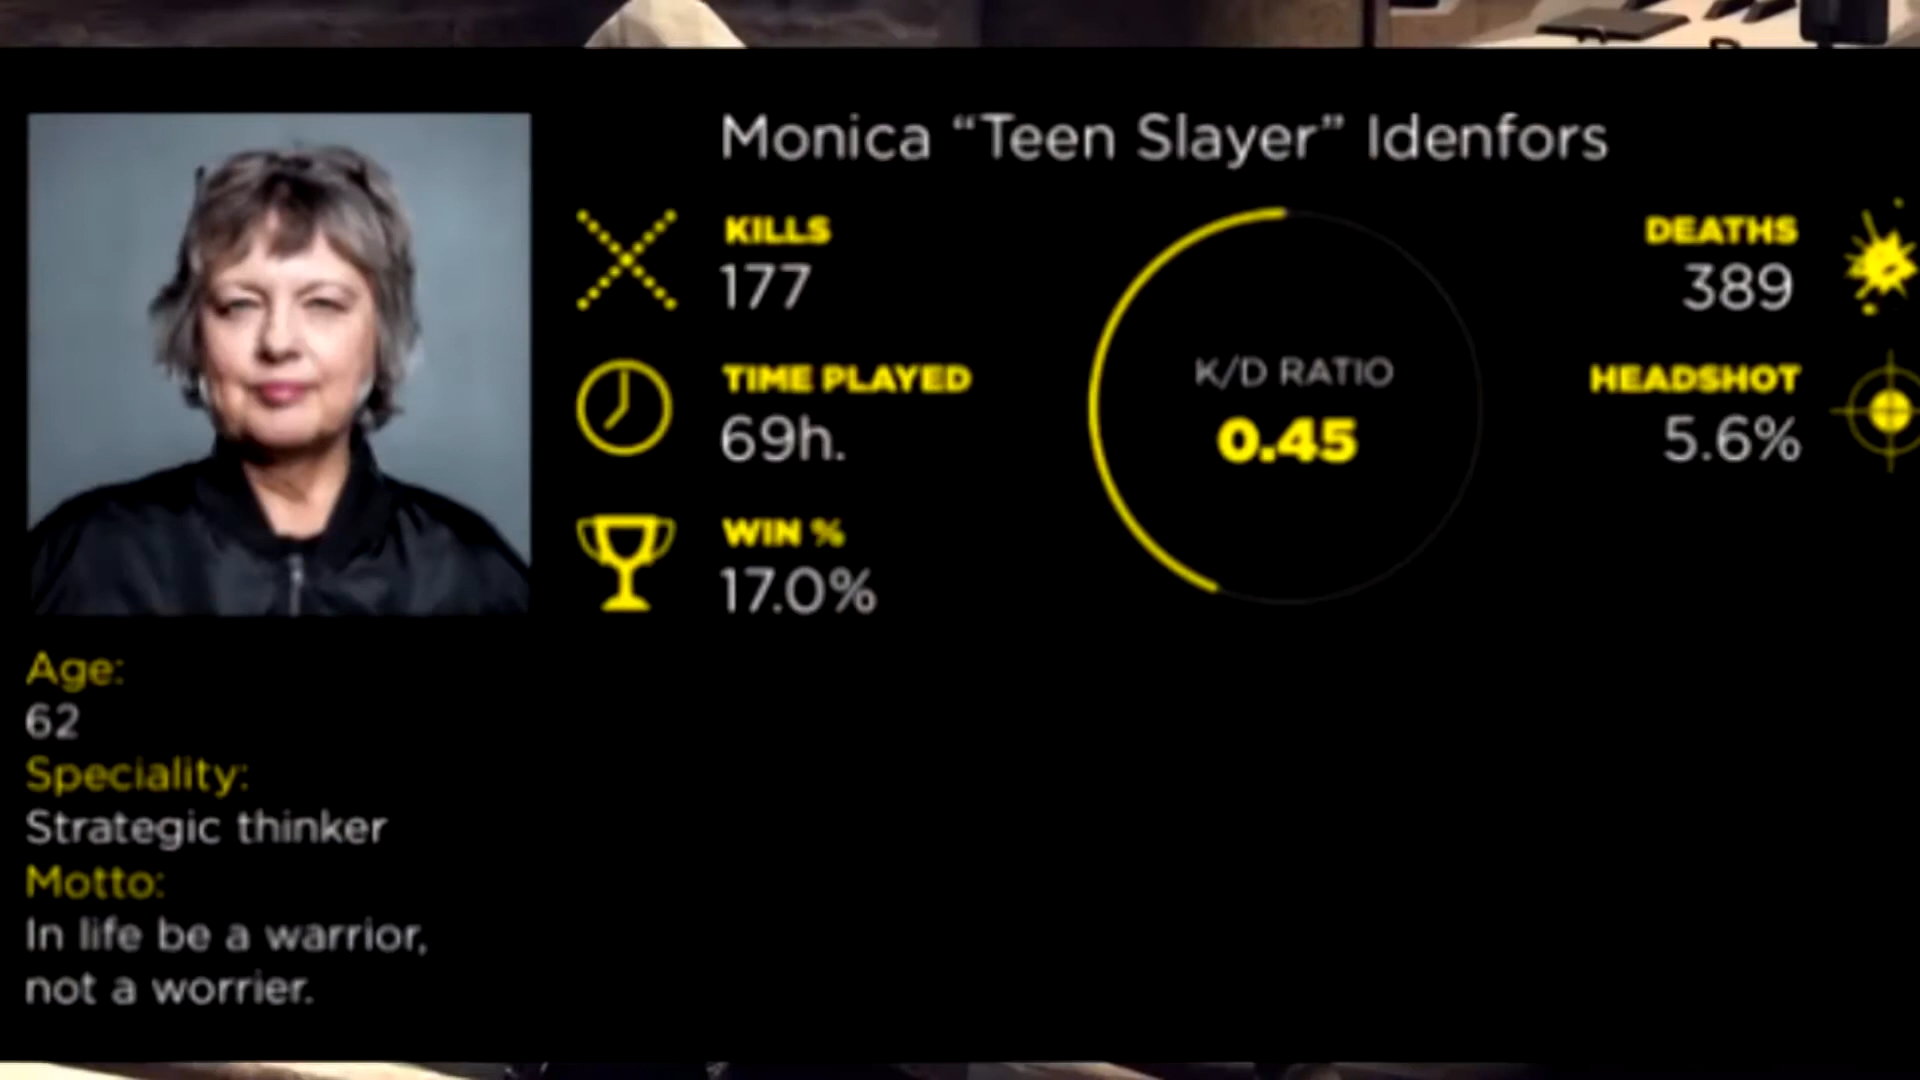 Monica “Teen Slayer” Idenfors
KILLS
177
DEATHS
389
TIME PLAYED
69h.
K/D RATIO
0.45
HEADSHOT
5.6%
WIN %
17.0%
Age:
62
Speciality:
Strategic thinker
Motto:
In life be a warrior,
not a worrier.